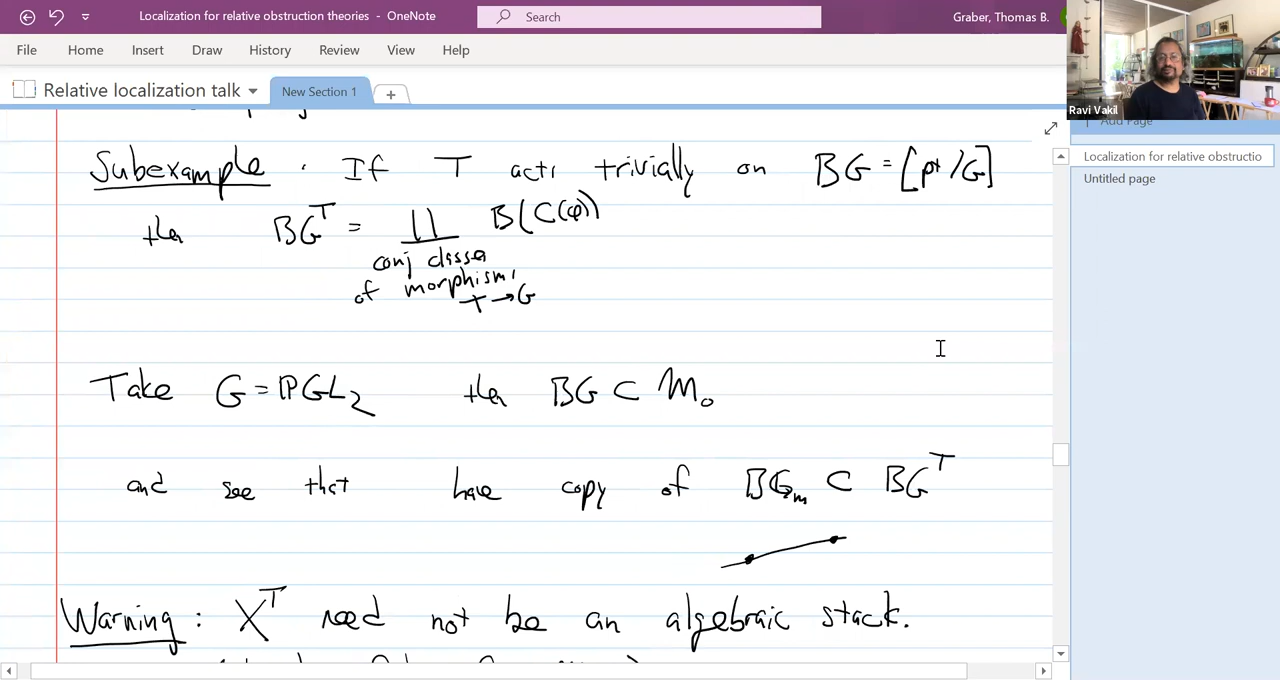 Localization for relative obstruction theories - OneNote
Search
Graber, Thomas B.
File Home Insert Draw History Review View Help
Relative localization talk
New Section 1
Ravi Vakil
Add Page
Localization for relative obstructio
Untitled page
Subexample : If T acts trivially on BG = [pt/G]
then BG^T = ∐ B(C(φ))
conj classes
of morphisms
T → G
Take G = PGL₂ then BG ⊂ M₀
and see that have copy of BG_m ⊂ BG^T
Warning : X^T need not be an algebraic stack.